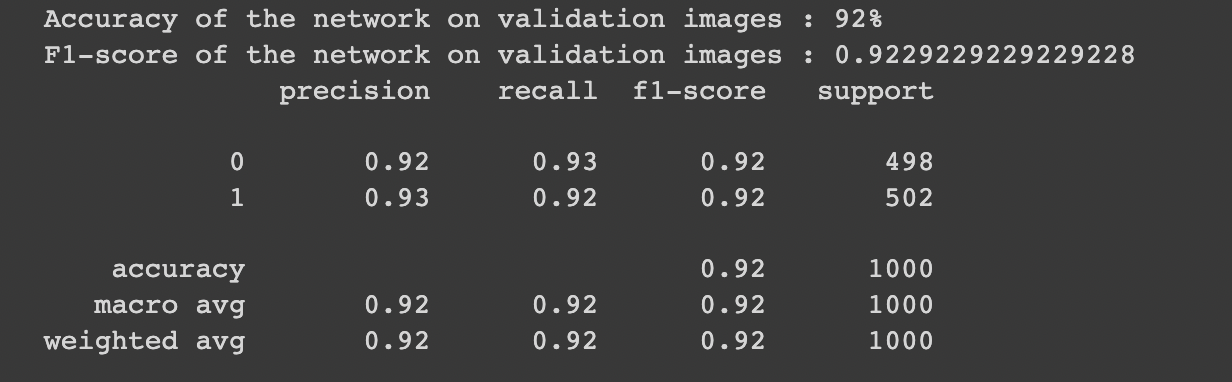 Accuracy of the network on validation images : 92%
F1-score of the network on validation images : 0.9229229229229228
precision recall f1-score support
0 0.92 0.93 0.92 498
1 0.93 0.92 0.92 502
accuracy 0.92 1000
macro avg 0.92 0.92 0.92 1000
weighted avg 0.92 0.92 0.92 1000